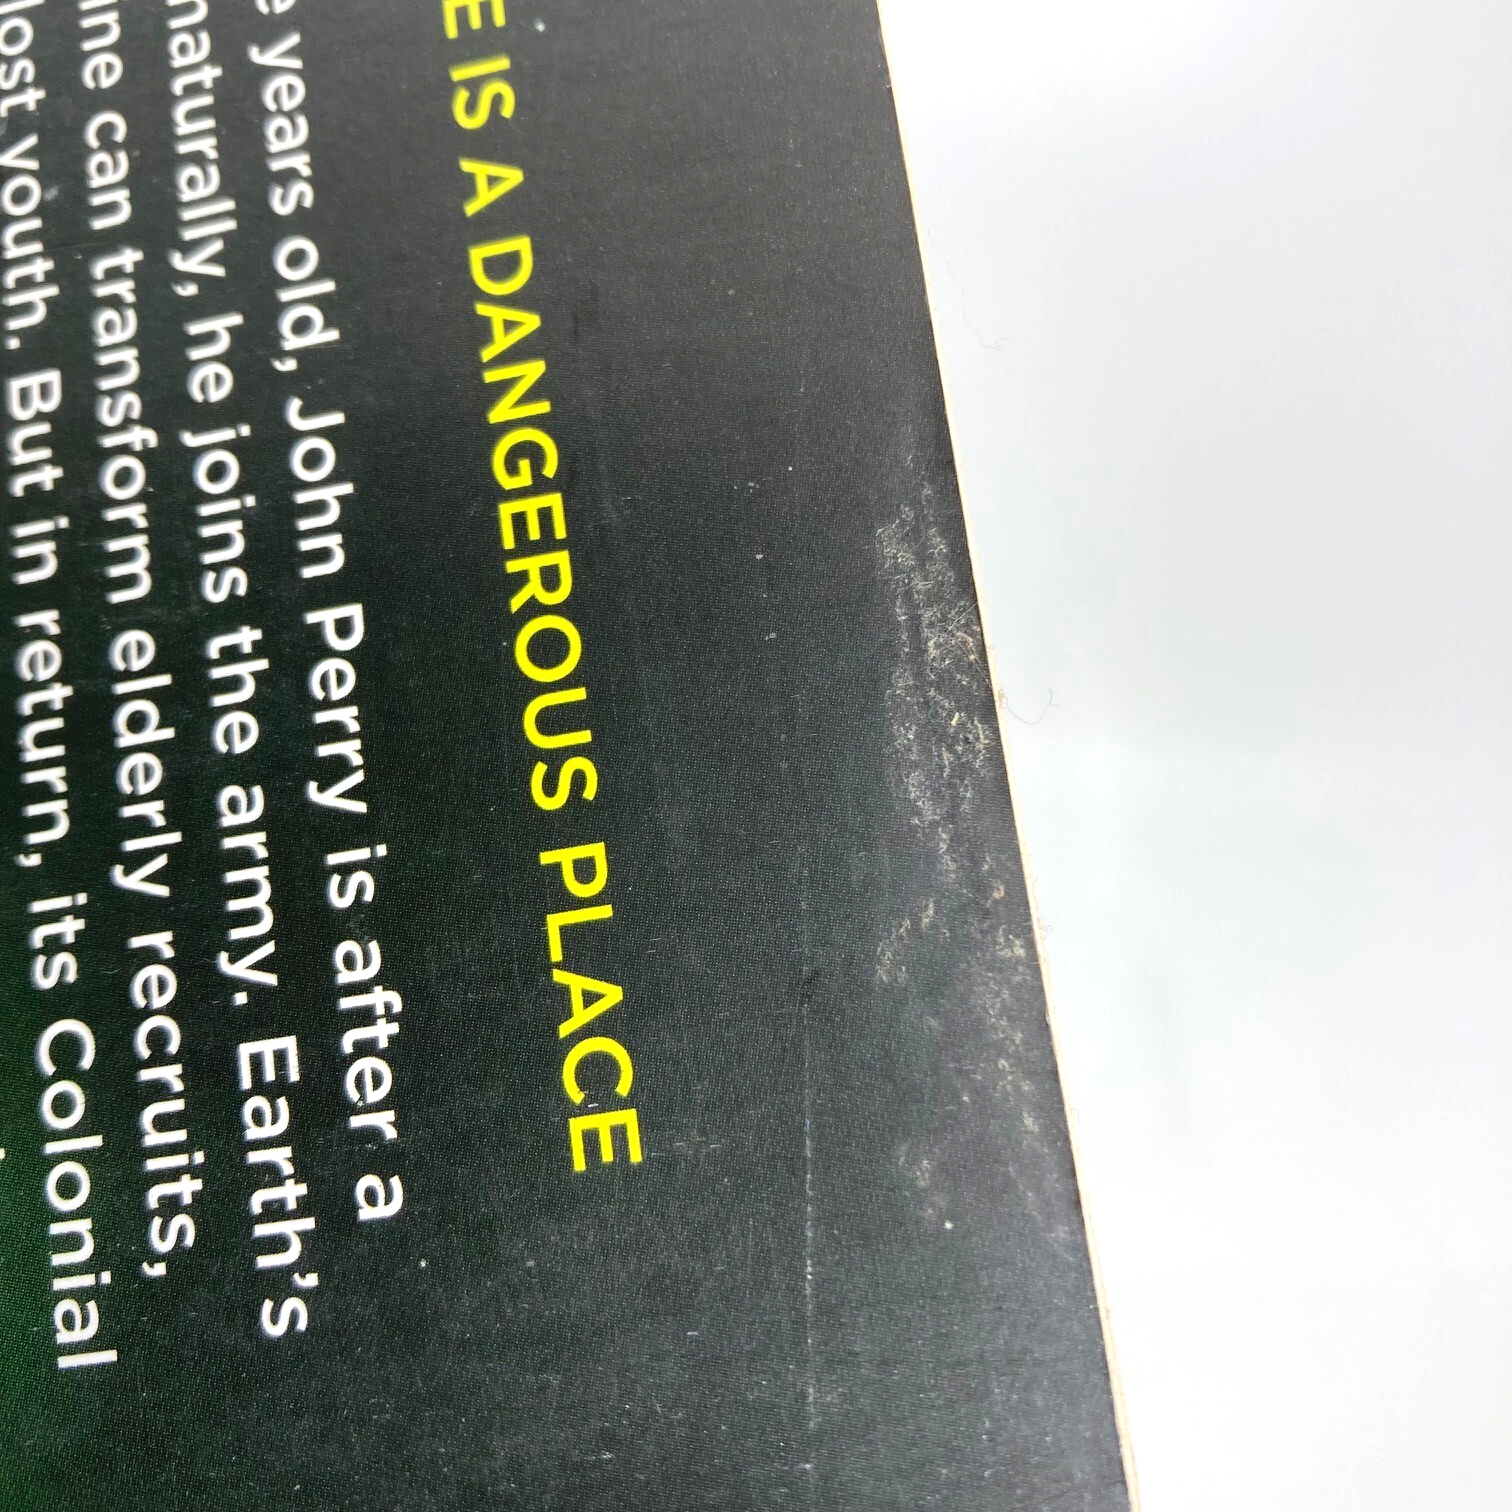 E IS A DANGEROUS PLACE
e years old, John Perry is after a
naturally, he joins the army. Earth's
ine can transform elderly recruits,
lost youth. But in return, its Colonial